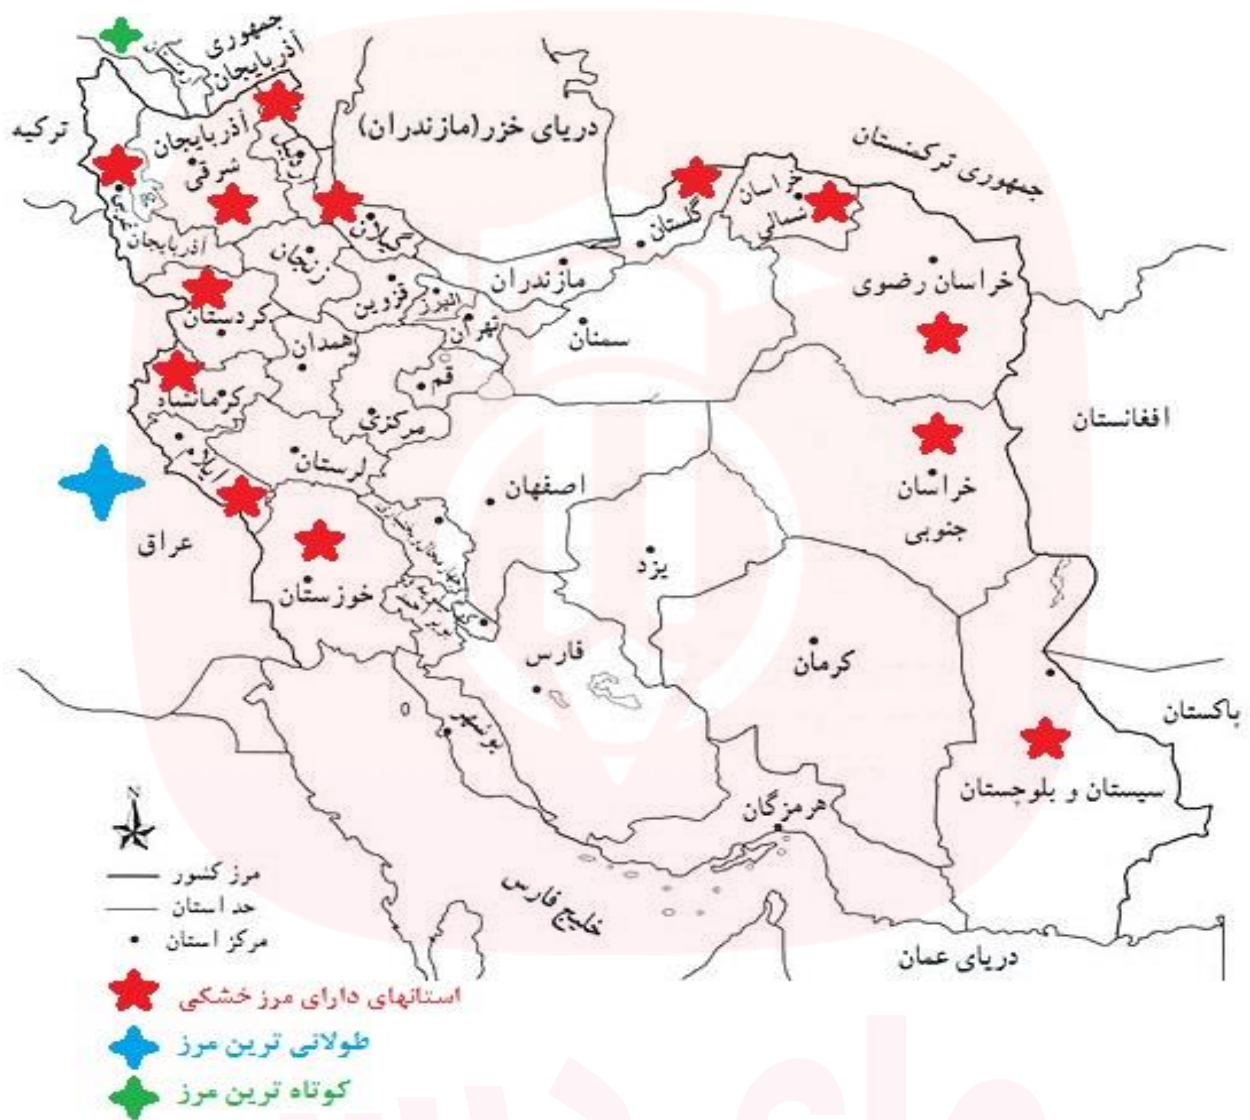 جمهوری
آذربایجان
ترکیه
آذربایجان
شرقی
دریای خزر(مازندران)
جمهوری ترکمنستان
خراسان
شمالی
گلستان
گیلان
آذربایجان
زنجان
مازندران
خراسان رضوی
قزوین
البرز
تهران
سمنان
کردستان
همدان
قم
کرمانشاه
مرکزی
افغانستان
ایلام
لرستان
اصفهان
خراسان
جنوبی
عراق
یزد
خوزستان
فارس
کرمان
بوشهر
پاکستان
سیستان و بلوچستان
هرمزگان
خلیج فارس
دریای عمان
N
مرز کشور
حد استان
مرکز استان
استانهای دارای مرز خشکی
طولانی ترین مرز
کوتاه ترین مرز
های درسی